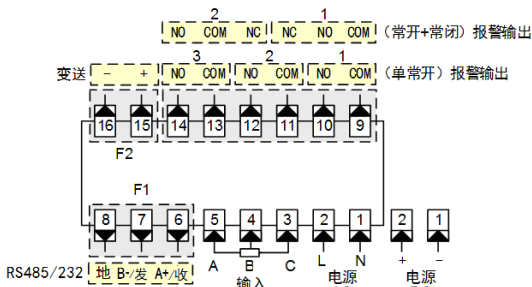 2 1
NO COM NC NC NO COM (常开+常闭)报警输出
3 2 1
变送 - + NO COM NO COM NO COM (单常开)报警输出
16 15 14 13 12 11 10 9
F2
F1
8 7 6 5 4 3 2 1 2 1
A B C L N + -
RS485/232 地 B-/发 A+/收 输入 电源 电源